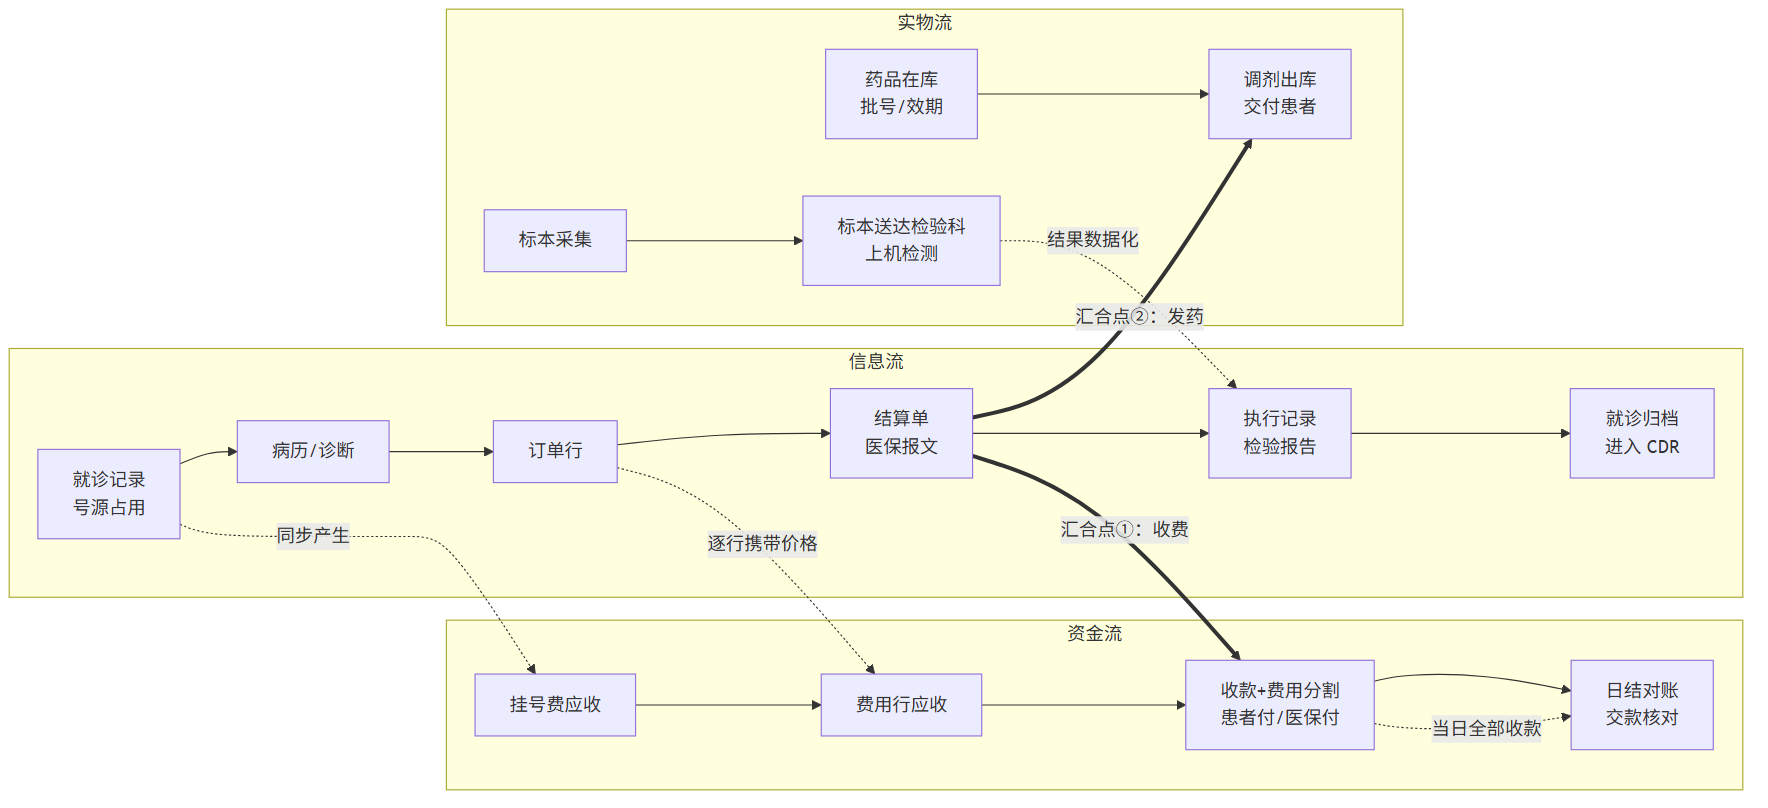 实物流
药品在库
批号/效期
调剂出库
交付患者
标本采集
标本送达检验科
上机检测
结果数据化
汇合点②：发药
信息流
就诊记录
号源占用
病历/诊断
订单行
结算单
医保报文
执行记录
检验报告
就诊归档
进入 CDR
同步产生
逐行携带价格
汇合点①：收费
资金流
挂号费应收
费用行应收
收款+费用分割
患者付/医保付
当日全部收款
日结对账
交款核对